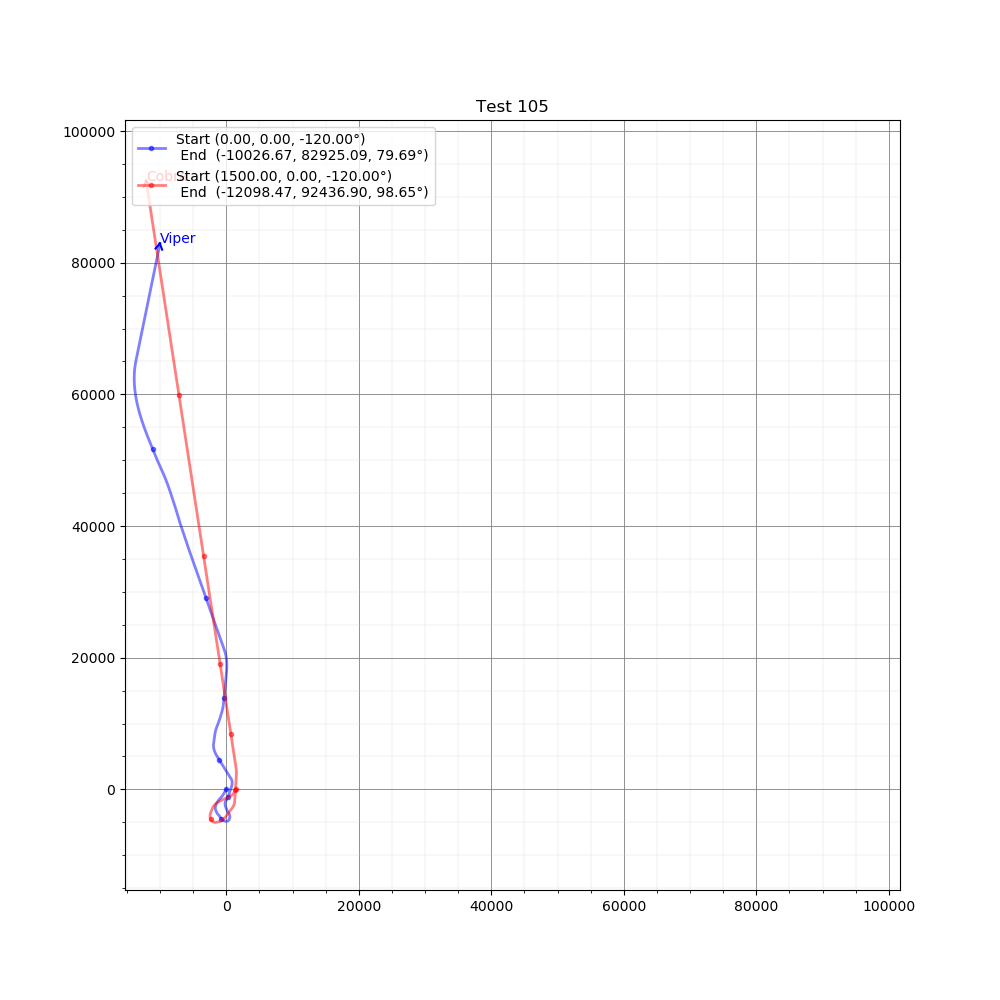 Test 105
100000
80000
60000
40000
20000
0
Start (0.00, 0.00, -120.00°)
End (-10026.67, 82925.09, 79.69°)
Start (1500.00, 0.00, -120.00°)
End (-12098.47, 92436.90, 98.65°)
Viper
0
20000
40000
60000
80000
100000